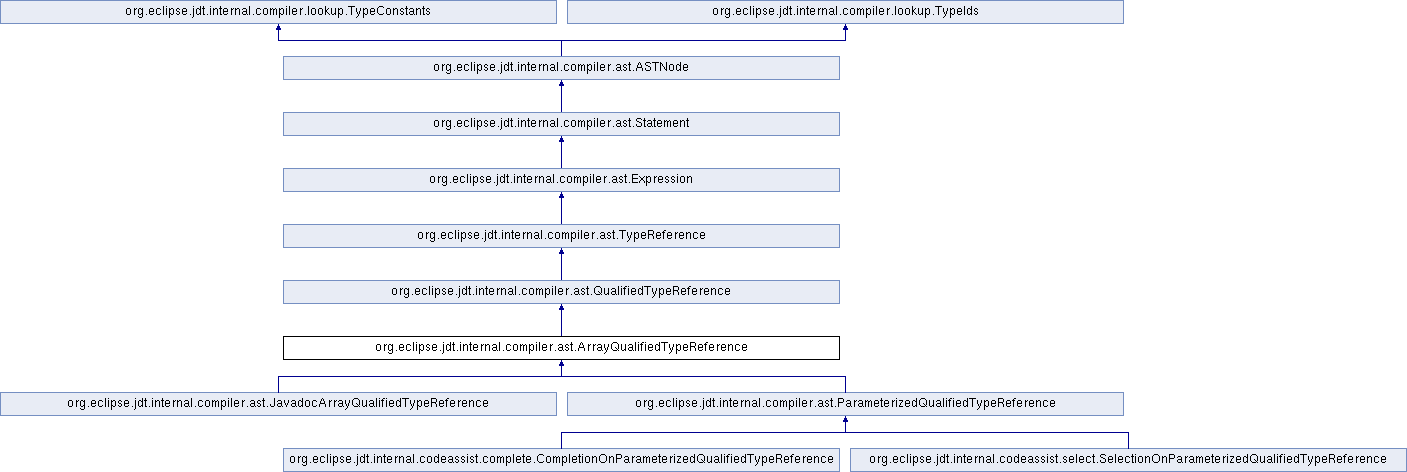 org.eclipse.jdt.internal.compiler.lookup.TypeConstants
org.eclipse.jdt.internal.compiler.lookup.TypeIds
org.eclipse.jdt.internal.compiler.ast.ASTNode
org.eclipse.jdt.internal.compiler.ast.Statement
org.eclipse.jdt.internal.compiler.ast.Expression
org.eclipse.jdt.internal.compiler.ast.TypeReference
org.eclipse.jdt.internal.compiler.ast.QualifiedTypeReference
org.eclipse.jdt.internal.compiler.ast.ArrayQualifiedTypeReference
org.eclipse.jdt.internal.compiler.ast.JavadocArrayQualifiedTypeReference
org.eclipse.jdt.internal.compiler.ast.ParameterizedQualifiedTypeReference
org.eclipse.jdt.internal.codeassist.complete.CompletionOnParameterizedQualifiedTypeReference
org.eclipse.jdt.internal.codeassist.select.SelectionOnParameterizedQualifiedTypeReference